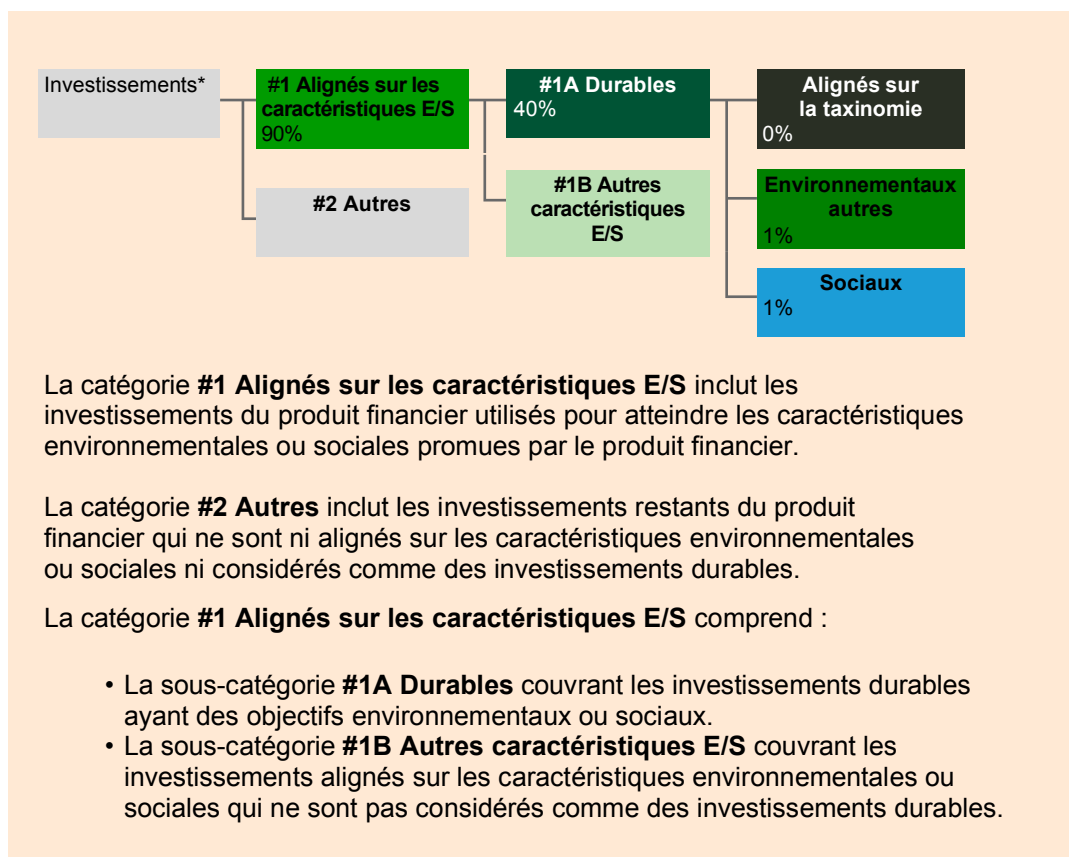 Investissements*
#1 Alignés sur les
caractéristiques E/S
90%
#2 Autres
#1A Durables
40%
#1B Autres
caractéristiques
E/S
Alignés sur
la taxinomie
0%
Environnementaux
autres
1%
Sociaux
1%
La catégorie #1 Alignés sur les caractéristiques E/S inclut les
investissements du produit financier utilisés pour atteindre les caractéristiques
environnementales ou sociales promues par le produit financier.
La catégorie #2 Autres inclut les investissements restants du produit
financier qui ne sont ni alignés sur les caractéristiques environnementales
ou sociales ni considérés comme des investissements durables.
La catégorie #1 Alignés sur les caractéristiques E/S comprend :
• La sous-catégorie #1A Durables couvrant les investissements durables
ayant des objectifs environnementaux ou sociaux.
• La sous-catégorie #1B Autres caractéristiques E/S couvrant les
investissements alignés sur les caractéristiques environnementales ou
sociales qui ne sont pas considérés comme des investissements durables.